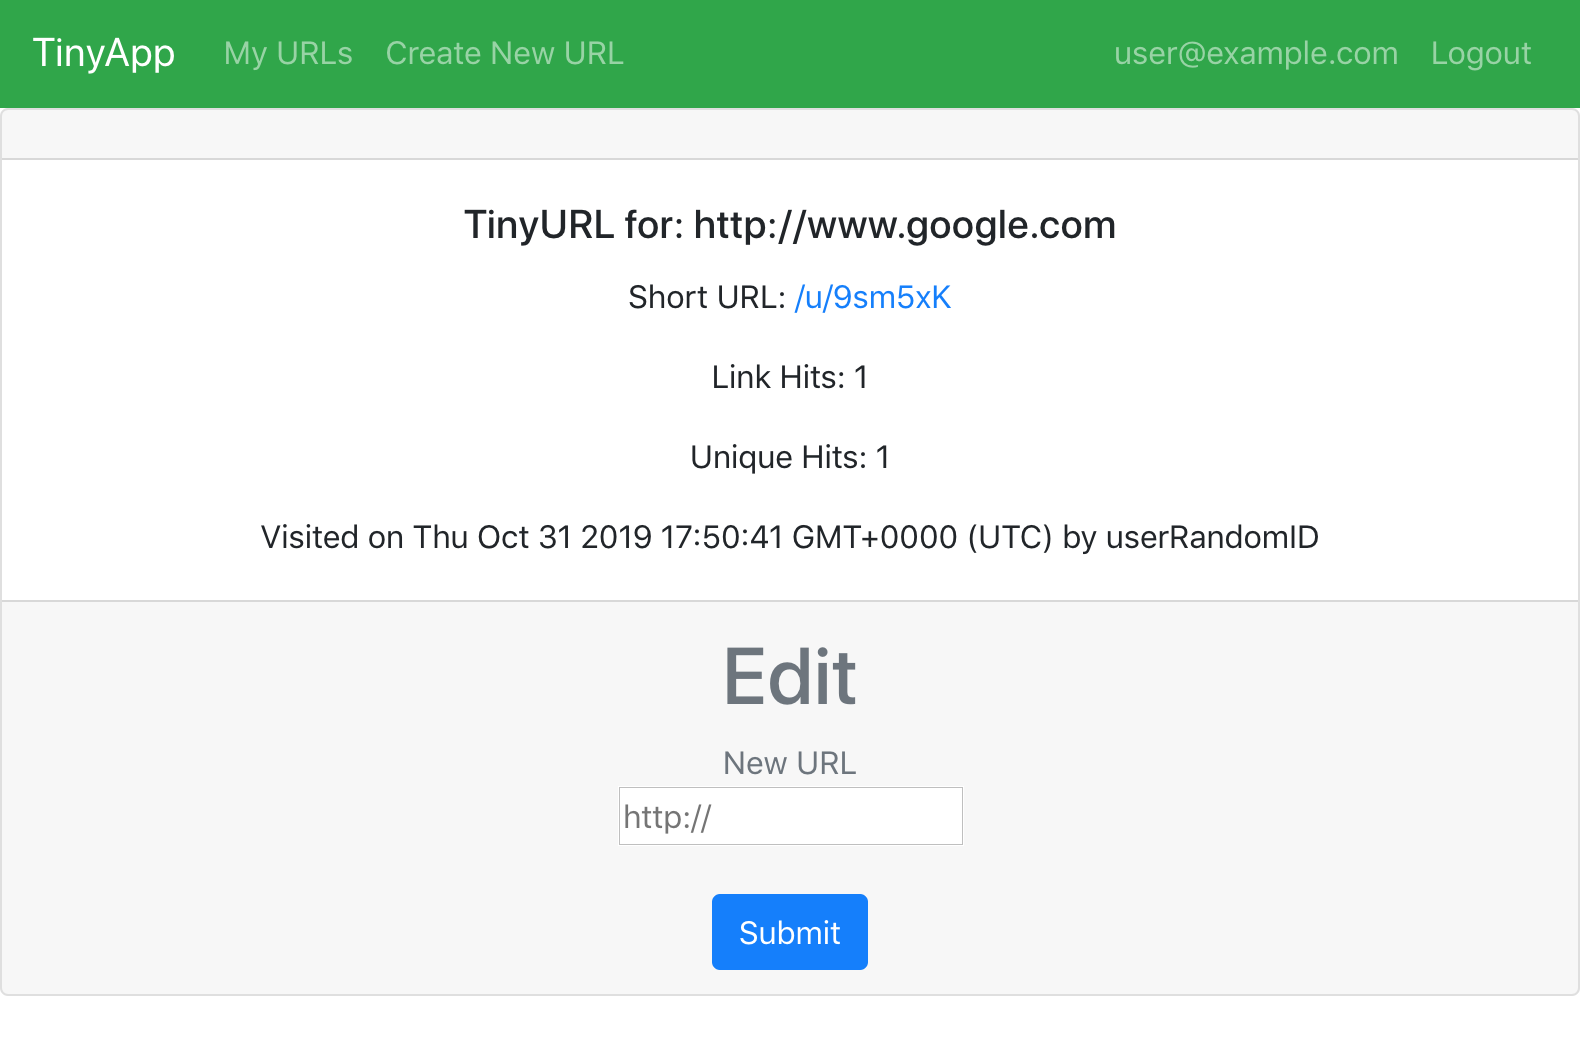 TinyApp My URLs Create New URL user@example.com Logout
TinyURL for: http://www.google.com
Short URL: /u/9sm5xK
Link Hits: 1
Unique Hits: 1
Visited on Thu Oct 31 2019 17:50:41 GMT+0000 (UTC) by userRandomID
Edit
New URL
http://
Submit